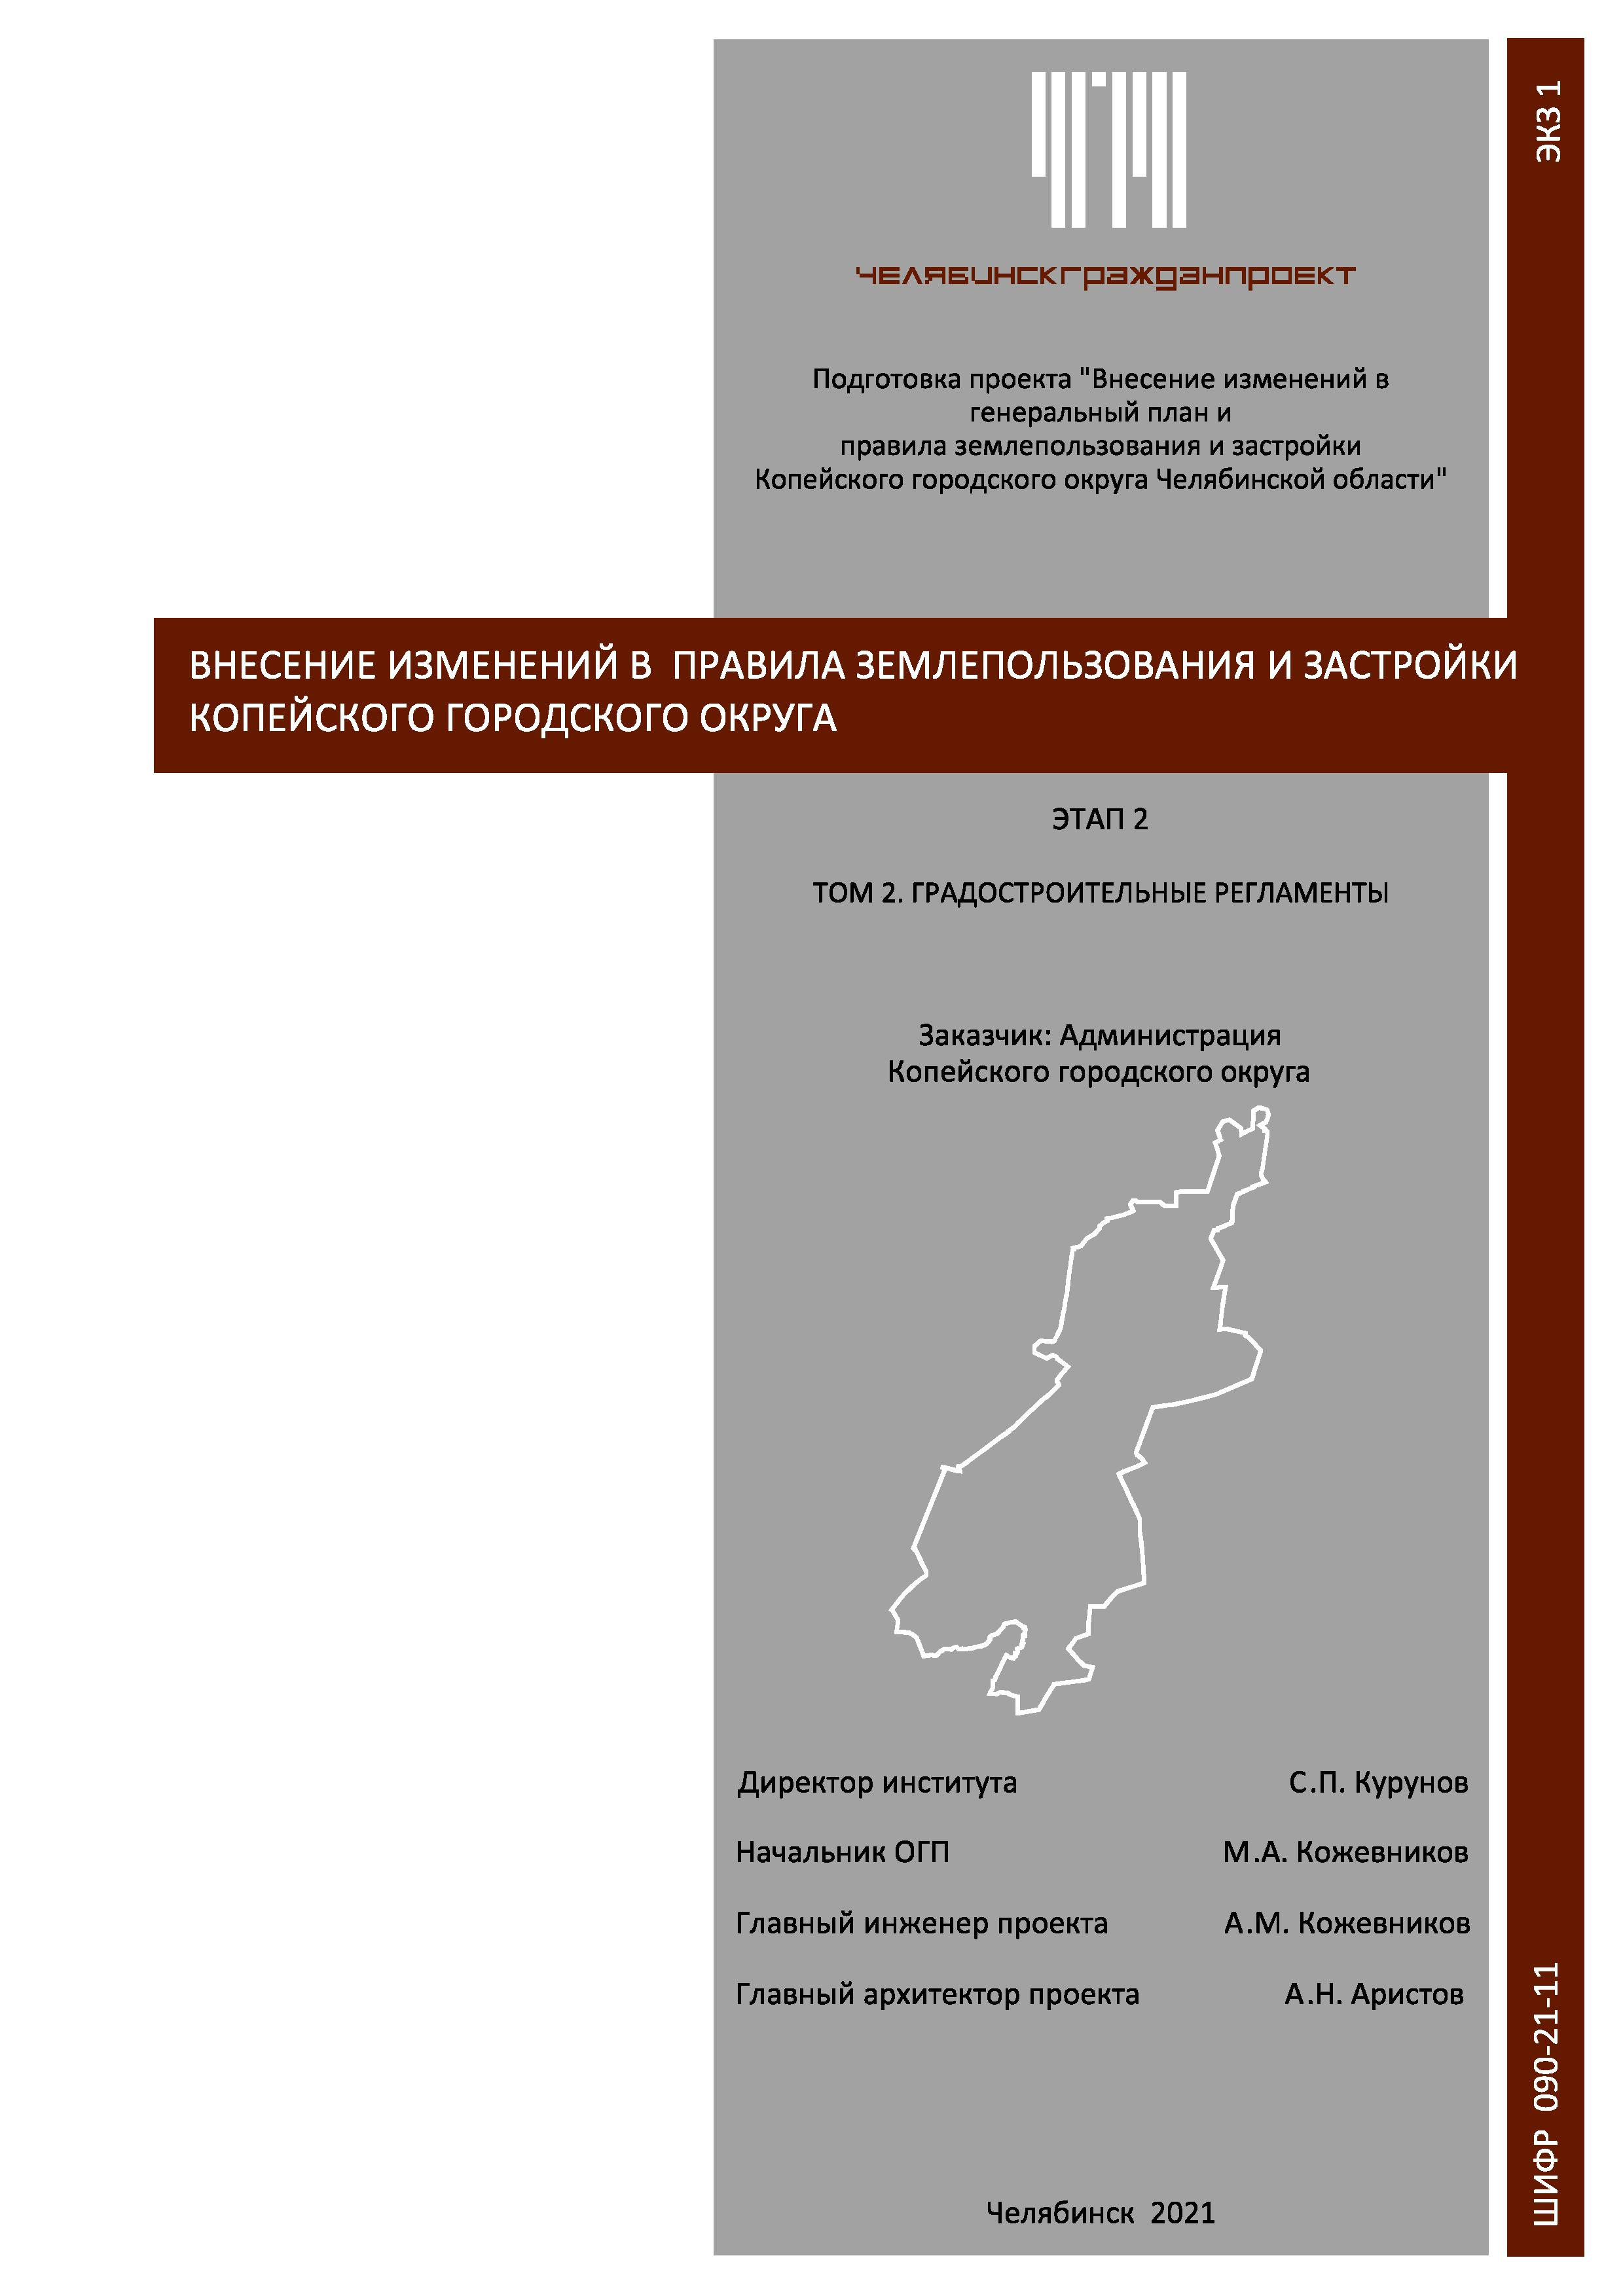 ЭКЗ 1
ЧЕЛЯБИНСКГРАЖДАНПРОЕКТ
Подготовка проекта "Внесение изменений в
генеральный план и
правила землепользования и застройки
Копейского городского округа Челябинской области"
ВНЕСЕНИЕ ИЗМЕНЕНИЙ В ПРАВИЛА ЗЕМЛЕПОЛЬЗОВАНИЯ И ЗАСТРОЙКИ
КОПЕЙСКОГО ГОРОДСКОГО ОКРУГА
ЭТАП 2
ТОМ 2. ГРАДОСТРОИТЕЛЬНЫЕ РЕГЛАМЕНТЫ
Заказчик: Администрация
Копейского городского округа
Директор института С.П. Курунов
Начальник ОГП М.А. Кожевников
Главный инженер проекта А.М. Кожевников
Главный архитектор проекта А.Н. Аристов
Челябинск 2021
ШИФР 090-21-11